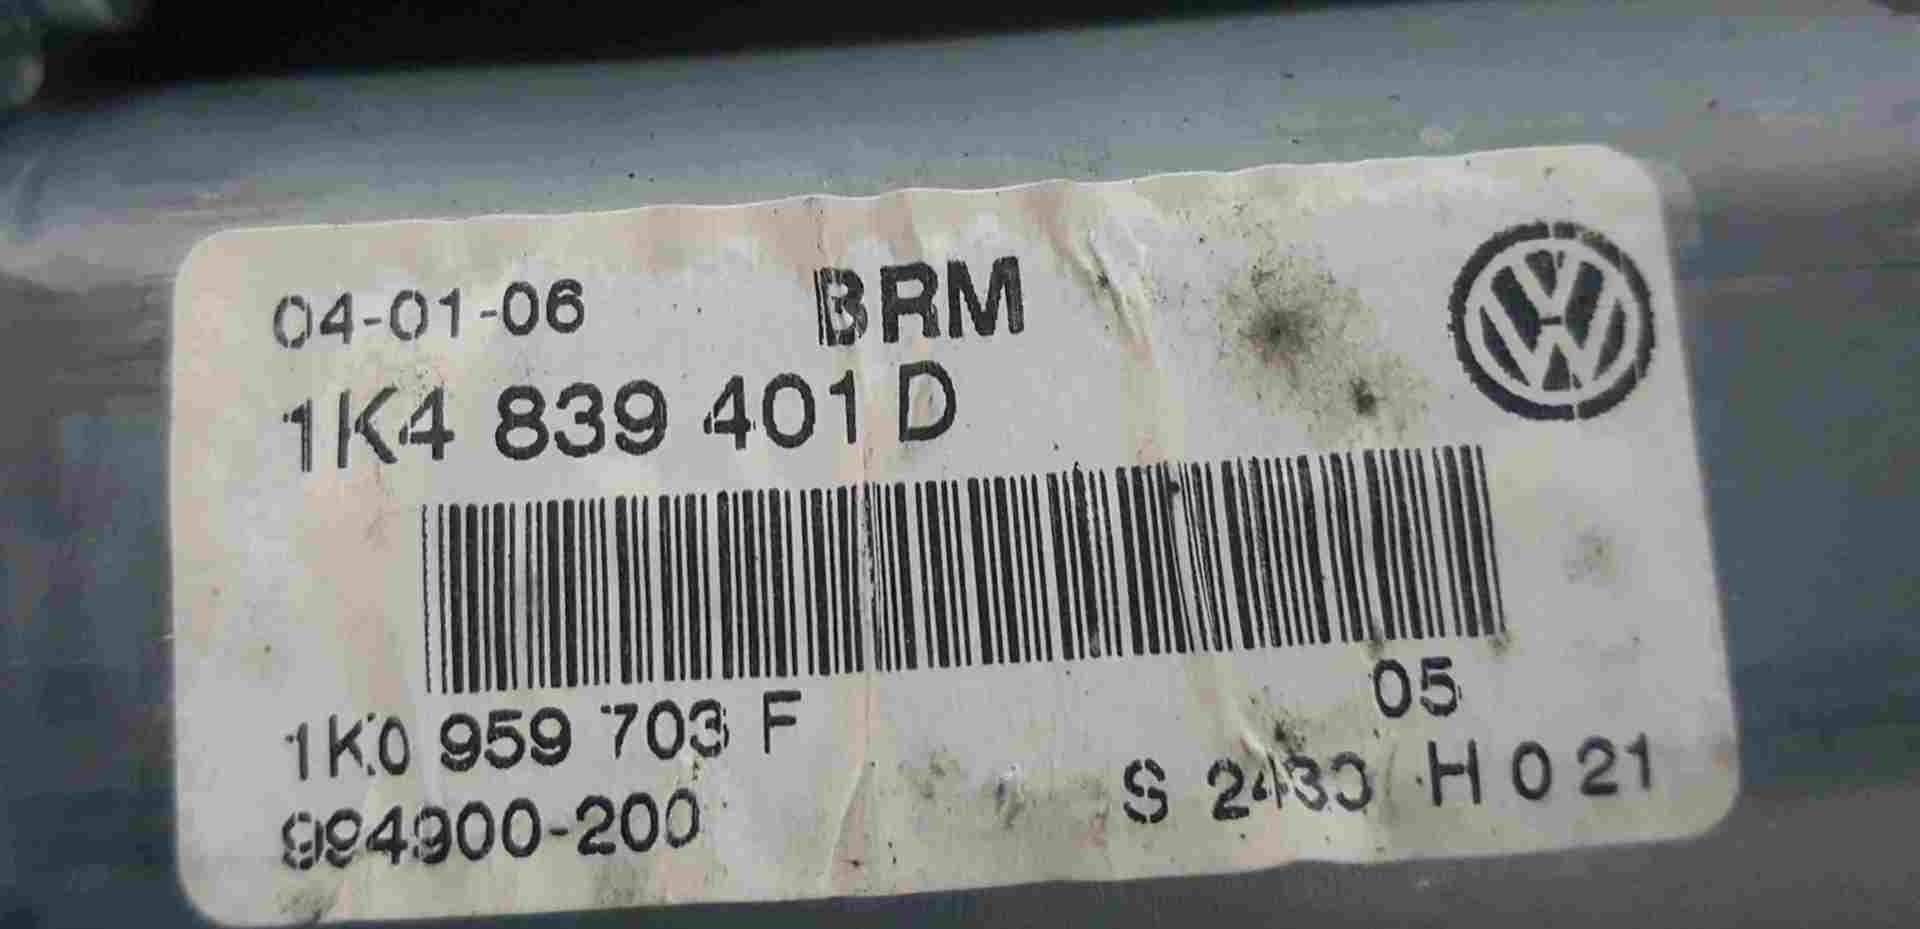 04-01-06 BRM
1K4 839 401 D
1K0 959 703 F
05
994900-200
S 2430 H 0 21